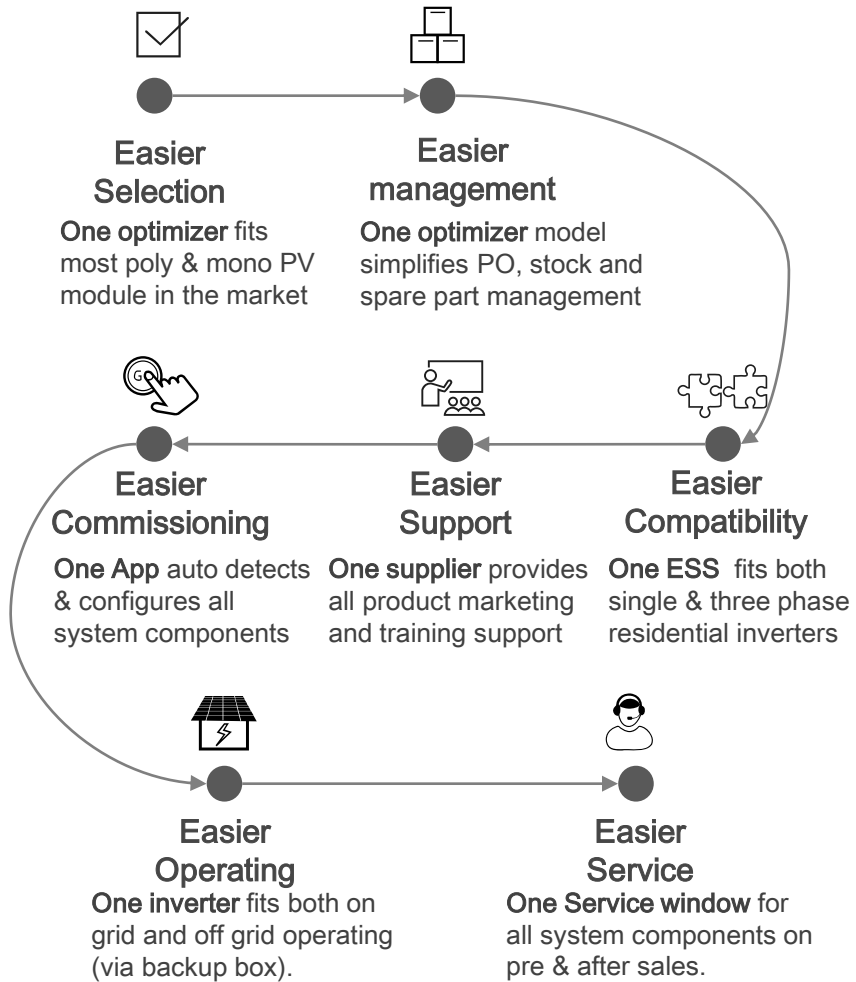 Easier
Selection
One optimizer fits
most poly & mono PV
module in the market
Easier
management
One optimizer model
simplifies PO, stock and
spare part management
GO
Easier
Commissioning
One App auto detects
& configures all
system components
Easier
Support
One supplier provides
all product marketing
and training support
Easier
Compatibility
One ESS fits both
single & three phase
residential inverters
Easier
Operating
One inverter fits both on
grid and off grid operating
(via backup box).
Easier
Service
One Service window for
all system components on
pre & after sales.